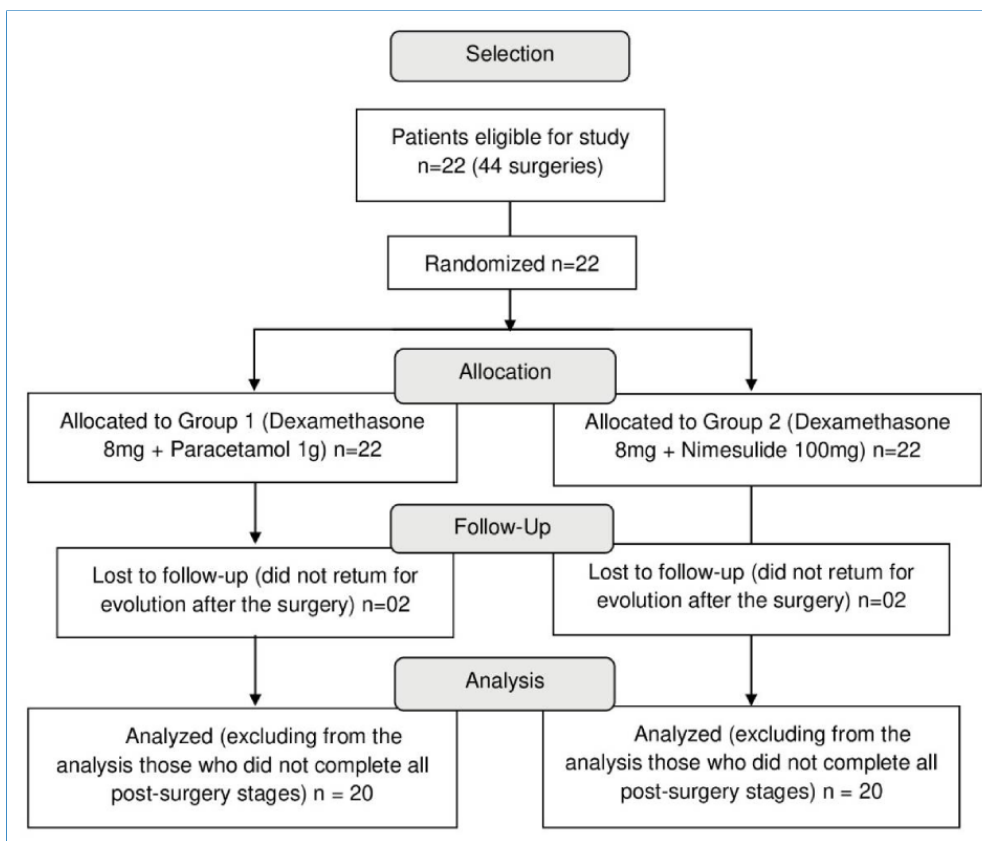 Selection
Patients eligible for study
n=22 (44 surgeries)
Randomized n=22
Allocation
Allocated to Group 1 (Dexamethasone
8mg + Paracetamol 1g) n=22
Allocated to Group 2 (Dexamethasone
8mg + Nimesulide 100mg) n=22
Follow-Up
Lost to follow-up (did not return for
evolution after the surgery) n=02
Lost to follow-up (did not return for
evolution after the surgery) n=02
Analysis
Analyzed (excluding from the
analysis those who did not complete all
post-surgery stages) n = 20
Analyzed (excluding from the
analysis those who did not complete all
post-surgery stages) n = 20